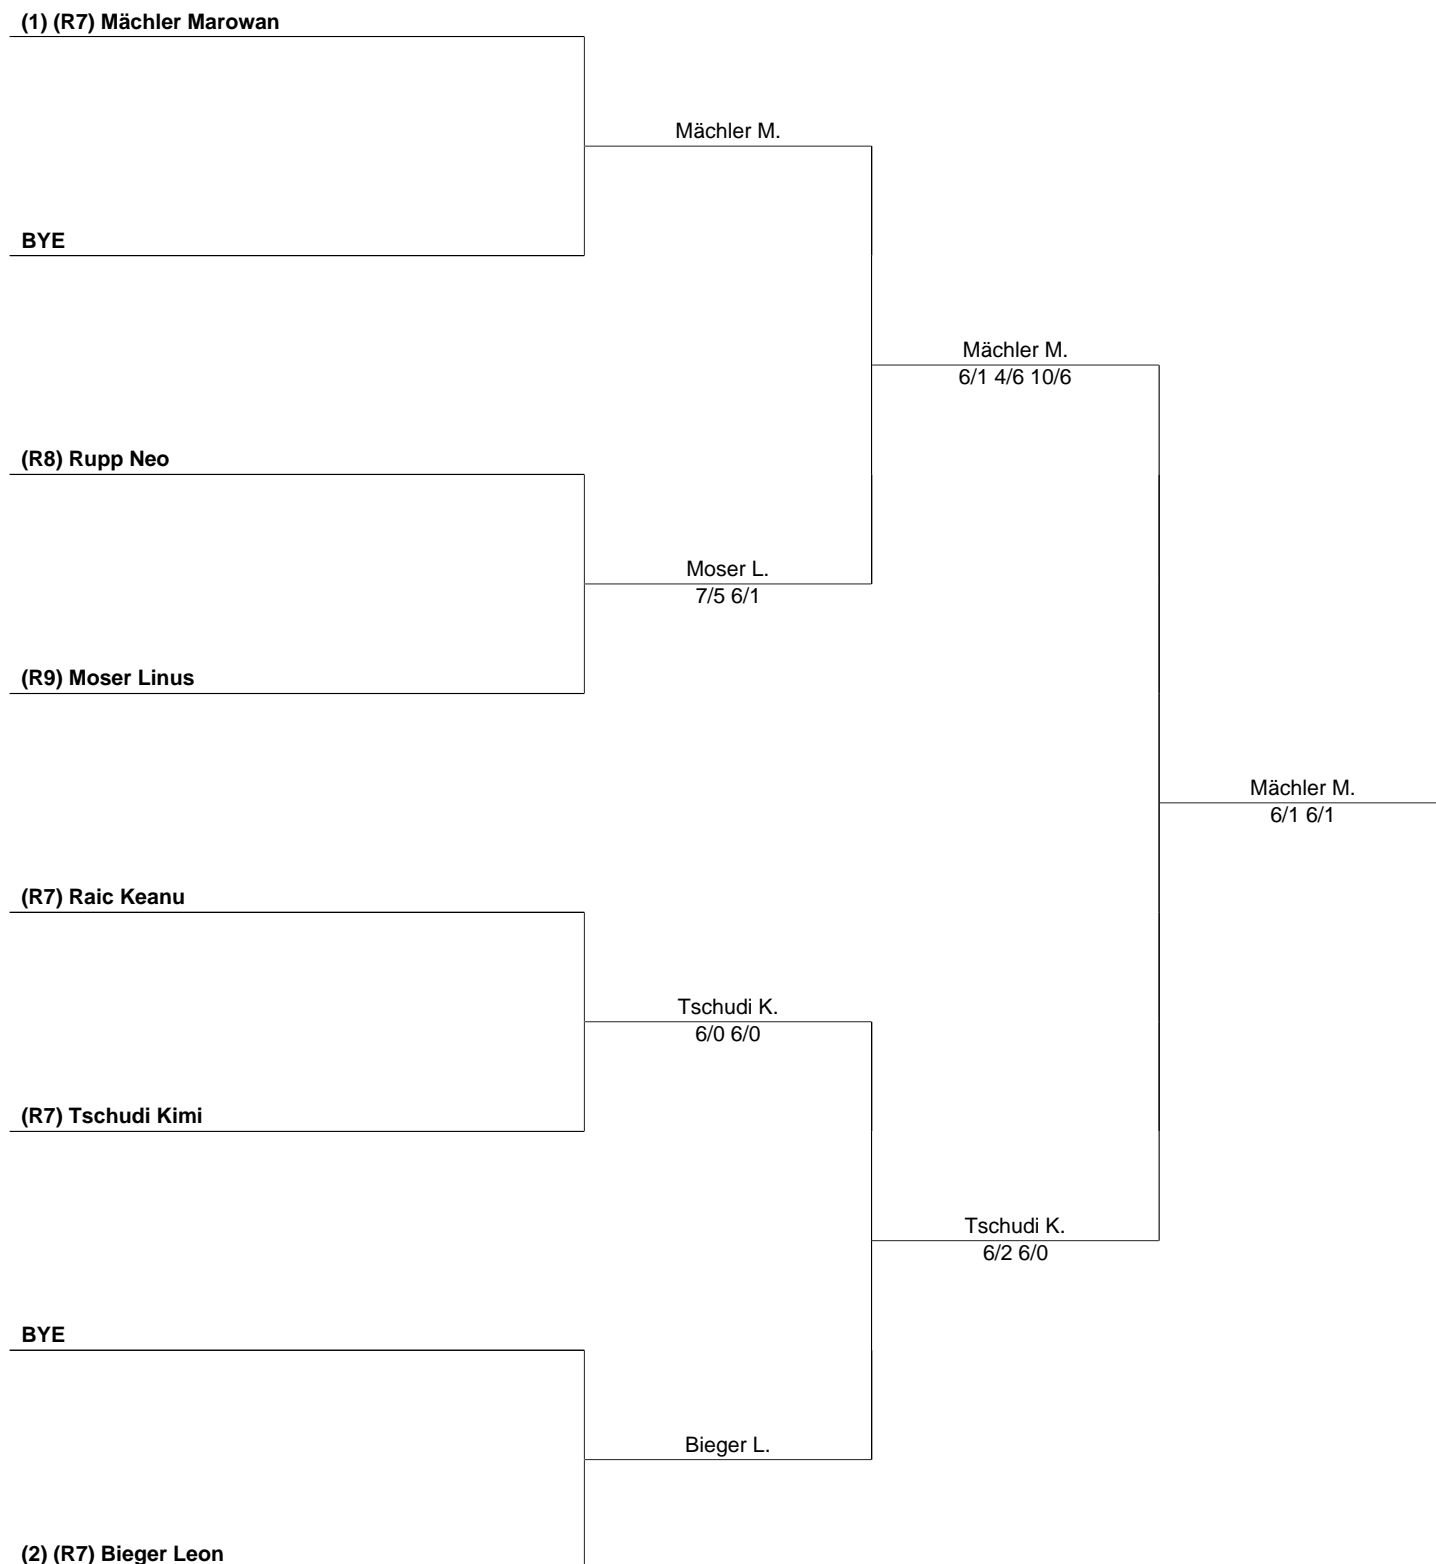 (1) (R7) Mächler Marowan
Mächler M.
BYE
Mächler M.
6/1 4/6 10/6
(R8) Rupp Neo
Moser L.
7/5 6/1
(R9) Moser Linus
Mächler M.
6/1 6/1
(R7) Raic Keanu
Tschudi K.
6/0 6/0
(R7) Tschudi Kimi
Tschudi K.
6/2 6/0
BYE
Bieger L.
(2) (R7) Bieger Leon